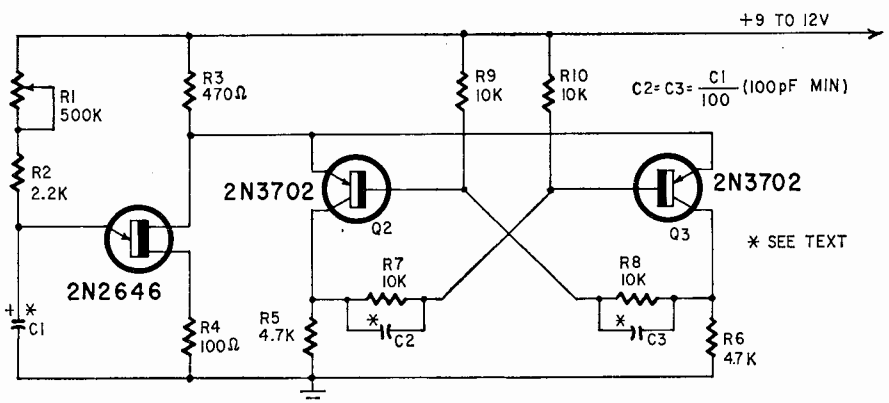 +9 TO 12V
R1
500K
R2
2.2K
R3
470Ω
R9
10K
R10
10K
C2=C3= C1/100 (100pF MIN)
2N3702
Q2
2N3702
Q3
* SEE TEXT
2N2646
+ *
C1
R4
100Ω
R5
4.7K
R7
10K
*
C2
R8
10K
*
C3
R6
4.7K